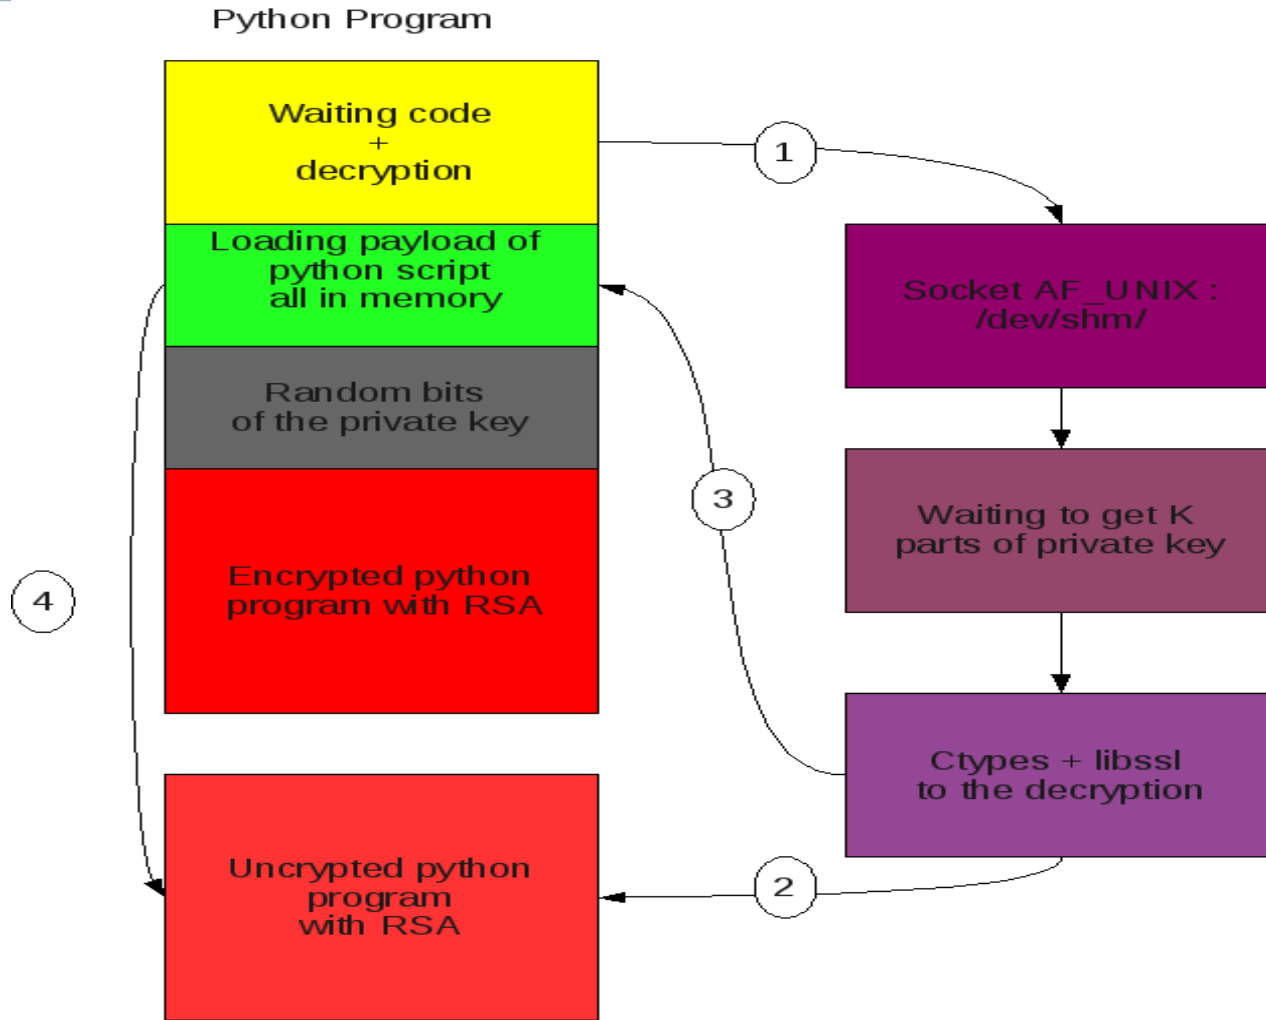 Python Program
Waiting code
+
decryption
1
Loading payload of
python script
all in memory
Socket AF_UNIX :
/dev/shm/
Random bits
of the private key
3
Waiting to get K
parts of private key
Encrypted python
program with RSA
4
Ctypes + libssl
to the decryption
Uncrypted python
program
with RSA
2